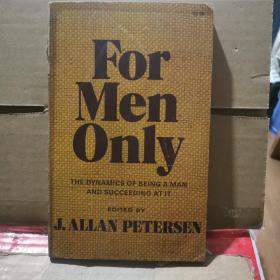 For
Men
Only
THE DYNAMICS OF BEING A MAN
AND SUCCEEDING AT IT
EDITED BY
J. ALLAN PETERSEN